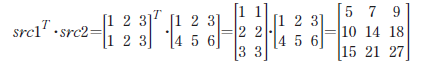 src1^T · src2 = [1 2 3; 1 2 3]^T · [1 2 3; 4 5 6] = [1 1; 2 2; 3 3] · [1 2 3; 4 5 6] = [5 7 9; 10 14 18; 15 21 27]